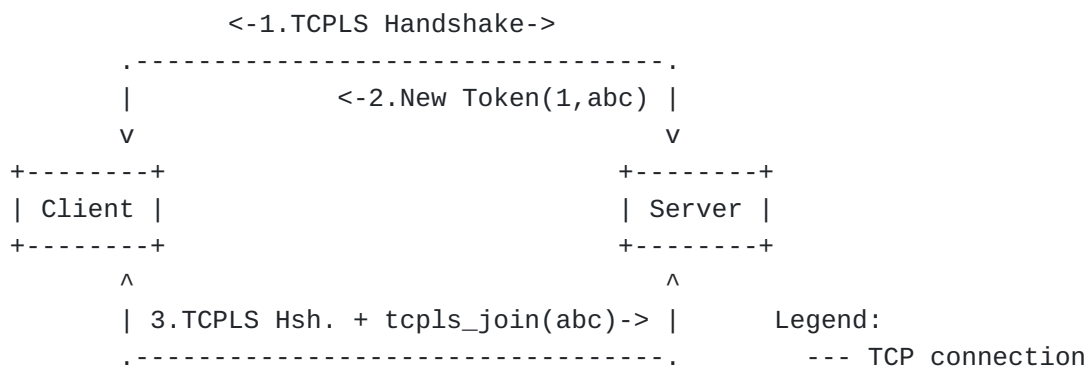 <-1.TCPLS Handshake->
.----------------------------------.
| <-2.New Token(1,abc) |
v v
+--------+ +--------+
| Client | | Server |
+--------+ +--------+
^ ^
| 3.TCPLS Hsh. + tcpls_join(abc)-> | Legend:
.----------------------------------. --- TCP connection